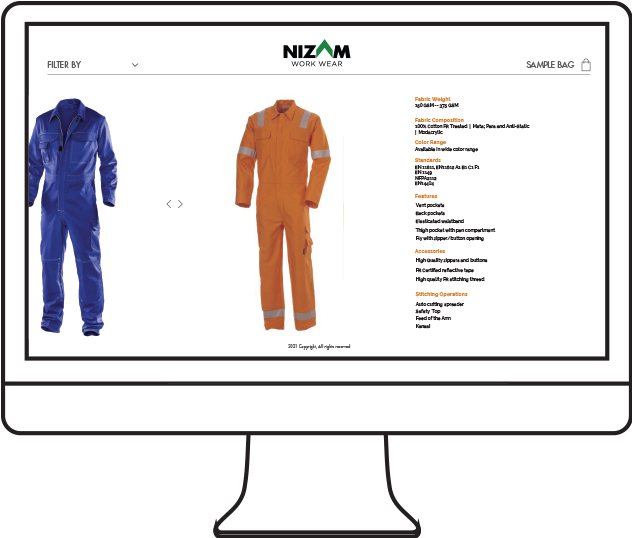 FILTER BY
NIZAM
WORK WEAR
SAMPLE BAG
Fabric Weight
150 GSM -- 375 GSM
Fabric Composition
100% Cotton FR Treated | Meta; Para and Anti-Static
| Modacrylic
Color Range
Available in wide color range
Standards
EN 11611, EN 11612 A1 B1 C1 F1
EN 1149
NFPA 2112
EN 14404
Features
Vent pockets
Back pockets
Elasticated waistband
Thigh pocket with pen compartment
Fly with zipper/button opening
Accessories
High Quality zippers and buttons
FR Certified reflective tape
High quality FR stitching thread
Stitching Operations
Auto cutting spreader
Safety Top
Feed of the Arm
Kansai
2021 Copyright, All rights reserved